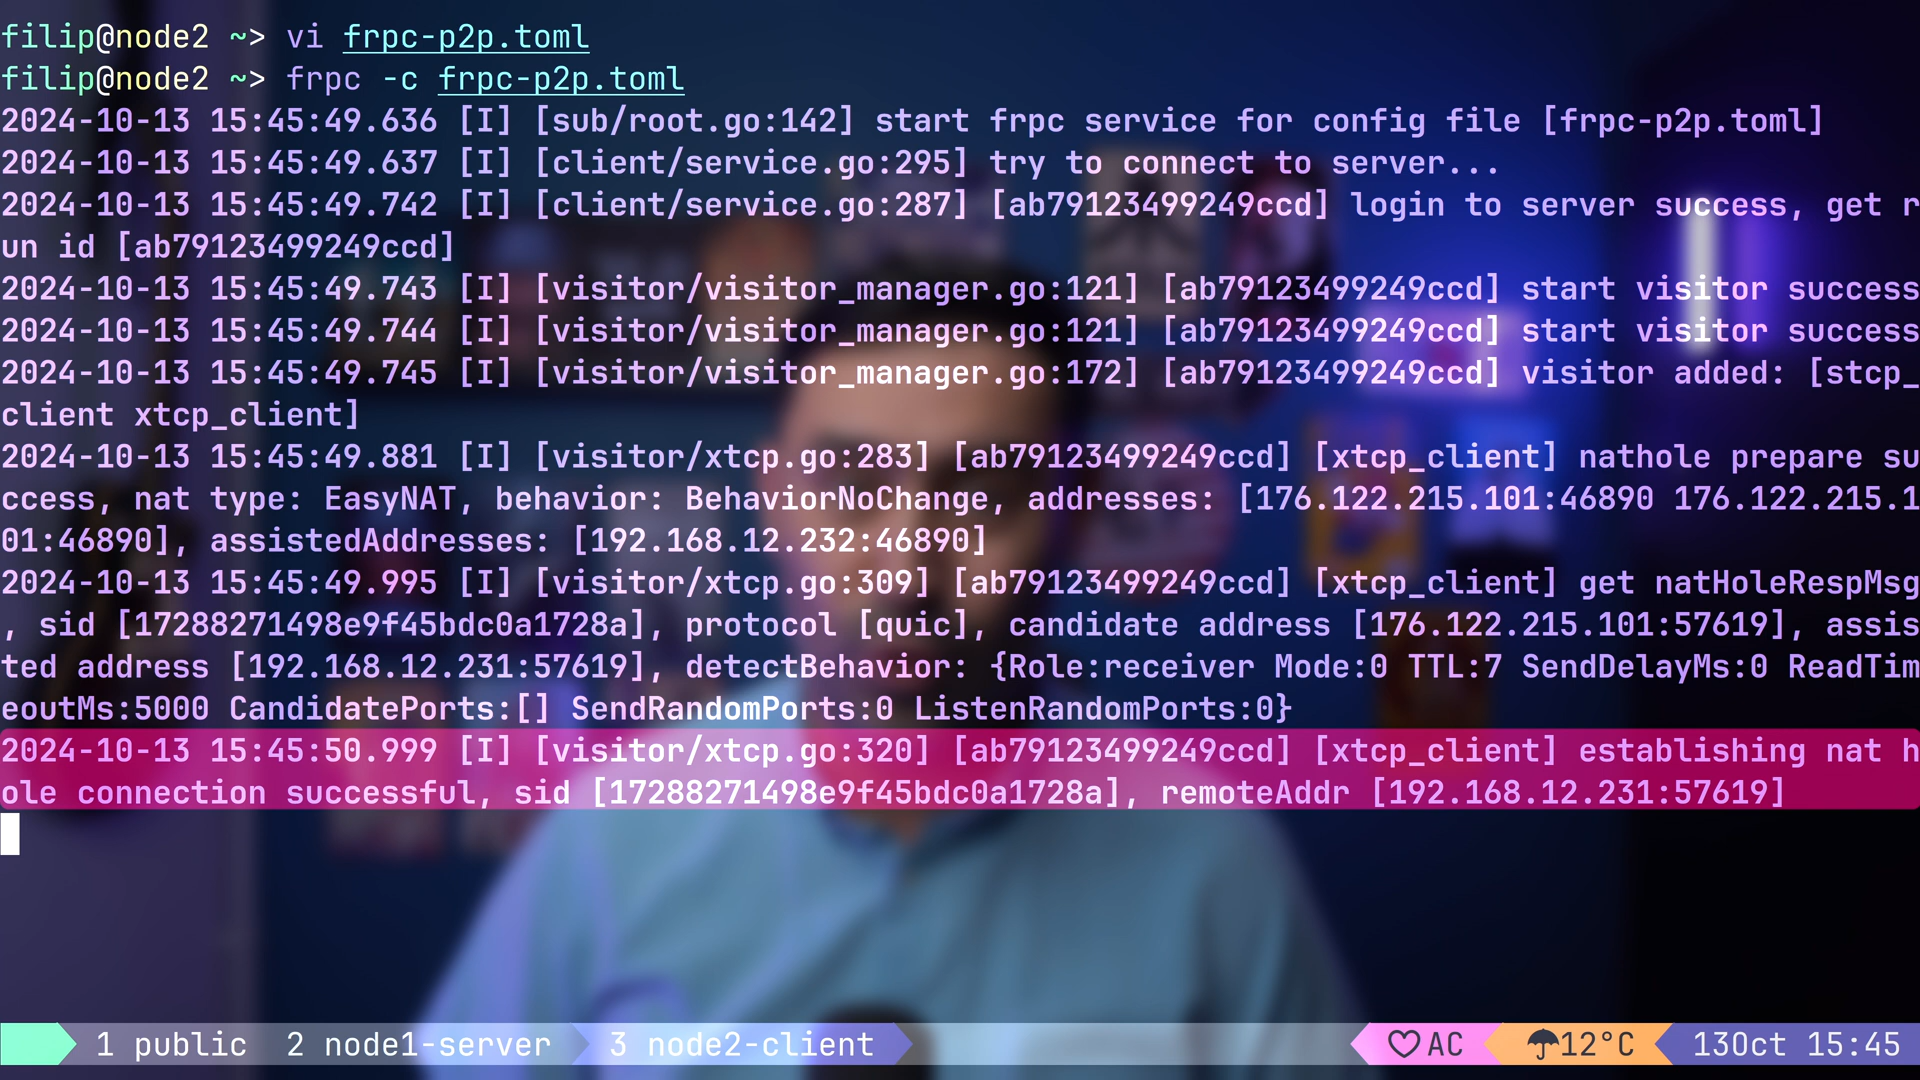 filip@node2 ~> vi frpc-p2p.toml
filip@node2 ~> frpc -c frpc-p2p.toml
2024-10-13 15:45:49.636 [I] [sub/root.go:142] start frpc service for config file [frpc-p2p.toml]
2024-10-13 15:45:49.637 [I] [client/service.go:295] try to connect to server...
2024-10-13 15:45:49.742 [I] [client/service.go:287] [ab79123499249ccd] login to server success, get r
un id [ab79123499249ccd]
2024-10-13 15:45:49.743 [I] [visitor/visitor_manager.go:121] [ab79123499249ccd] start visitor success
2024-10-13 15:45:49.744 [I] [visitor/visitor_manager.go:121] [ab79123499249ccd] start visitor success
2024-10-13 15:45:49.745 [I] [visitor/visitor_manager.go:172] [ab79123499249ccd] visitor added: [stcp_
client xtcp_client]
2024-10-13 15:45:49.881 [I] [visitor/xtcp.go:283] [ab79123499249ccd] [xtcp_client] nathole prepare su
ccess, nat type: EasyNAT, behavior: BehaviorNoChange, addresses: [176.122.215.101:46890 176.122.215.1
01:46890], assistedAddresses: [192.168.12.232:46890]
2024-10-13 15:45:49.995 [I] [visitor/xtcp.go:309] [ab79123499249ccd] [xtcp_client] get natHoleRespMsg
, sid [17288271498e9f45bdc0a1728a], protocol [quic], candidate address [176.122.215.101:57619], assis
ted address [192.168.12.231:57619], detectBehavior: {Role:receiver Mode:0 TTL:7 SendDelayMs:0 ReadTim
eoutMs:5000 CandidatePorts:[] SendRandomPorts:0 ListenRandomPorts:0}
2024-10-13 15:45:50.999 [I] [visitor/xtcp.go:320] [ab79123499249ccd] [xtcp_client] establishing nat h
ole connection successful, sid [17288271498e9f45bdc0a1728a], remoteAddr [192.168.12.231:57619]
1 public 2 node1-server 3 node2-client AC 12°C 13Oct 15:45